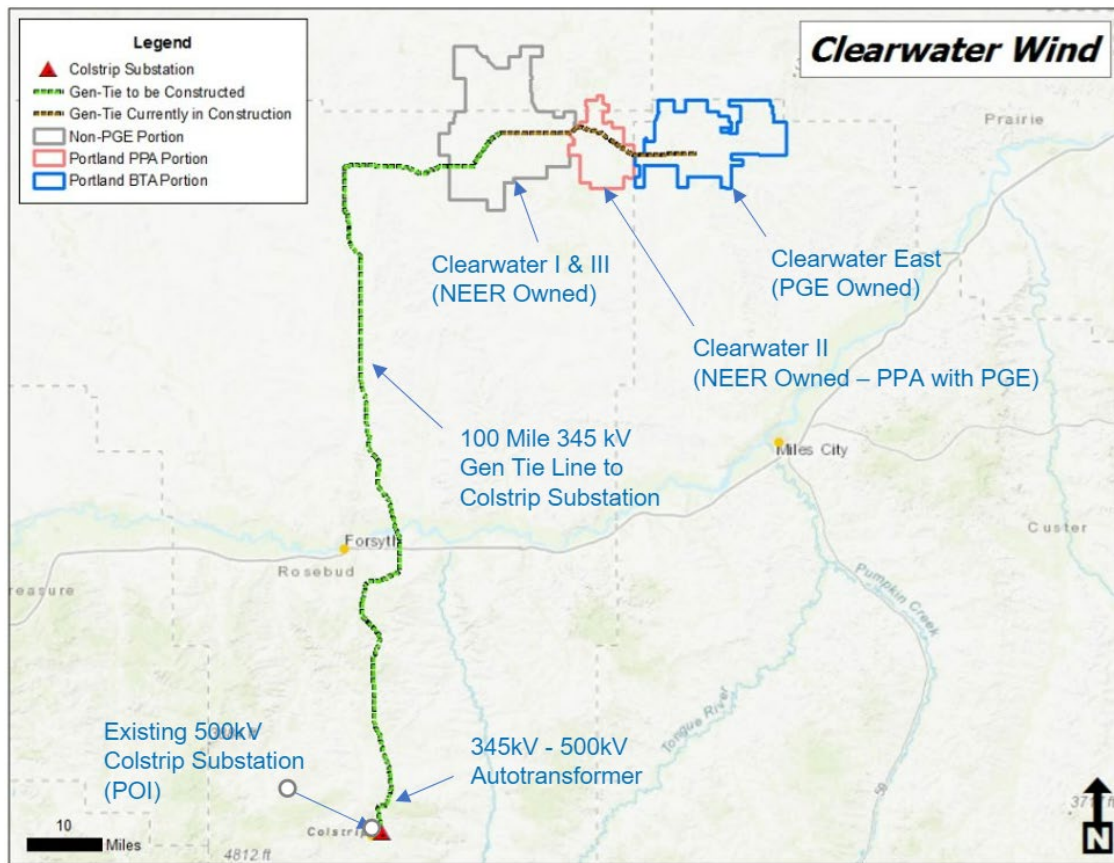 Clearwater Wind
Legend
Colstrip Substation
Gen-Tie to be Constructed
Gen-Tie Currently in Construction
Non-PGE Portion
Portland PPA Portion
Portland BTA Portion
Prairie
Clearwater I & III
(NEER Owned)
Clearwater East
(PGE Owned)
Clearwater II
(NEER Owned – PPA with PGE)
100 Mile 345 kV
Gen Tie Line to
Colstrip Substation
Miles City
Custer
Forsyth
Rosebud
reasure
Pumpkin Creek
Tongue River
59
Existing 500kV
Colstrip Substation
(POI)
345kV - 500kV
Autotransformer
Colstrip
10
Miles
4812 ft
N